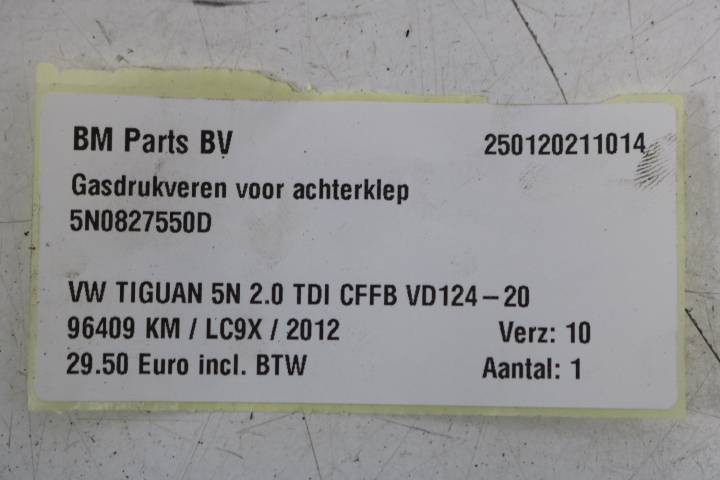 BM Parts BV 250120211014
Gasdrukveren voor achterklep
5N0827550D
VW TIGUAN 5N 2.0 TDI CFFB VD124-20
96409 KM / LC9X / 2012 Verz: 10
29.50 Euro incl. BTW Aantal: 1